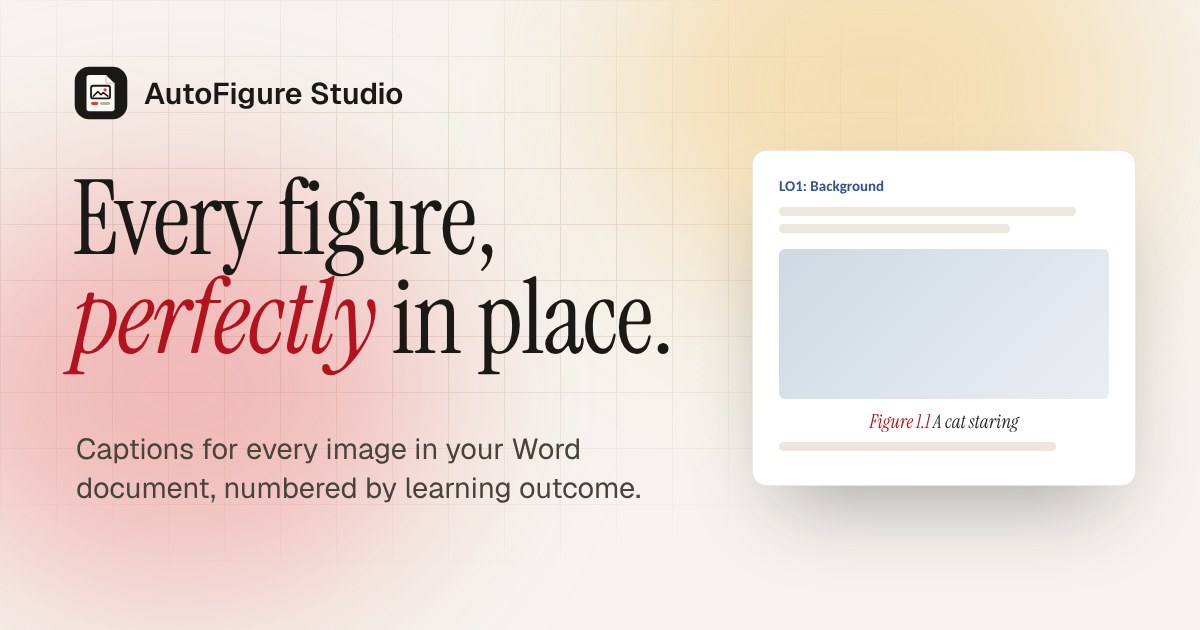 AutoFigure Studio
Every figure,
perfectly in place.
Captions for every image in your Word
document, numbered by learning outcome.
LO1: Background
Figure 1.1 A cat staring